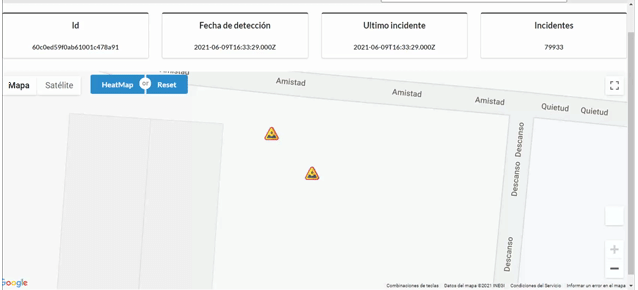 Id
Fecha de detección
Ultimo incidente
Incidentes
60c0ed59f0ab61001c478a91
2021-06-09T16:33:29.000Z
2021-06-09T16:33:29.000Z
79933
Mapa
Satélite
HeatMap
or
Reset
Amistad
Amistad
Amistad
Amistad
Quietud
Quietud
Descanso
Descanso
Descanso
Google
Combinaciones de teclas
Datos del mapa ©2021 INEGI
Condiciones del Servicio
Informar un error en el mapa